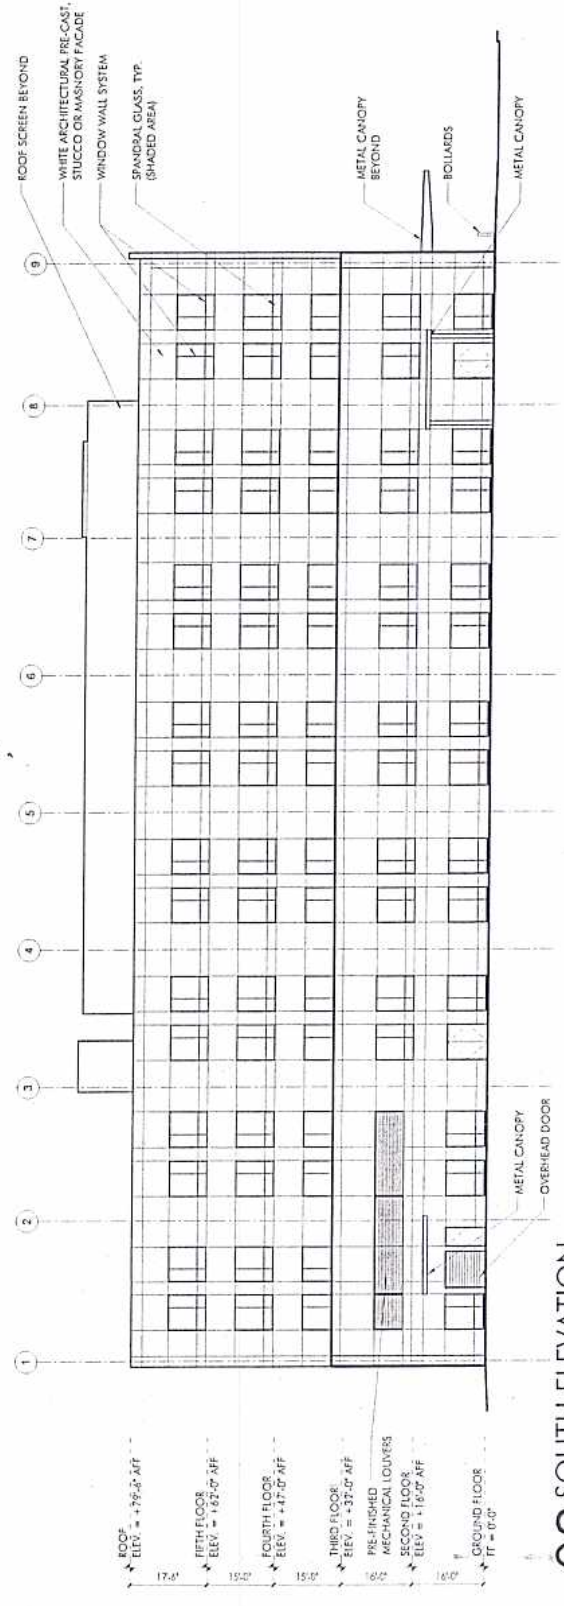 ROOF SCREEN BEYOND
WHITE ARCHITECTURAL PRE-CAST,
STUCCO OR MASNORY FACADE
WINDOW WALL SYSTEM
SPANDRAL GLASS, TYP.
(SHADED AREA)
METAL CANOPY
BEYOND
BOLLARDS
METAL CANOPY
1
2
3
4
5
6
7
8
9
ROOF
ELEV. = +79'-6" AFF
17'-6"
FIFTH FLOOR
ELEV. = +62'-0" AFF
15'-0"
FOURTH FLOOR
ELEV. = +47'-0" AFF
15'-0"
THIRD FLOOR
ELEV. = +32'-0" AFF
PRE-FINISHED
MECHANICAL LOUVERS
16'-0"
SECOND FLOOR
ELEV = +16'-0" AFF
16'-0"
GROUND FLOOR
FF = 0'-0"
METAL CANOPY
OVERHEAD DOOR
SOUTH ELEVATION